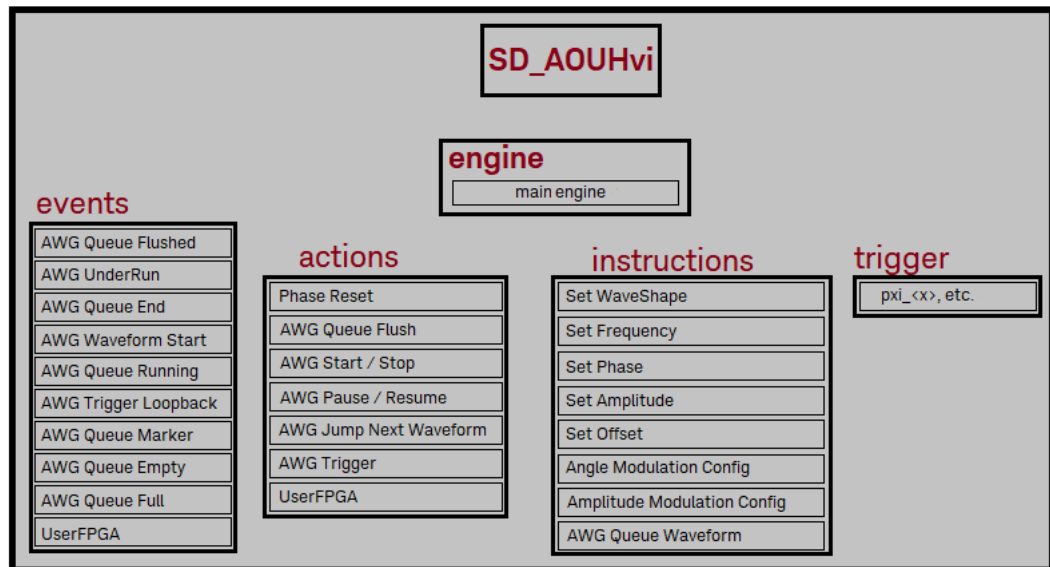 SD_AOUHvi
engine
main engine
events
AWG Queue Flushed
AWG UnderRun
AWG Queue End
AWG Waveform Start
AWG Queue Running
AWG Trigger Loopback
AWG Queue Marker
AWG Queue Empty
AWG Queue Full
UserFPGA
actions
Phase Reset
AWG Queue Flush
AWG Start / Stop
AWG Pause / Resume
AWG Jump Next Waveform
AWG Trigger
UserFPGA
instructions
Set WaveShape
Set Frequency
Set Phase
Set Amplitude
Set Offset
Angle Modulation Config
Amplitude Modulation Config
AWG Queue Waveform
trigger
pxi_<x>, etc.